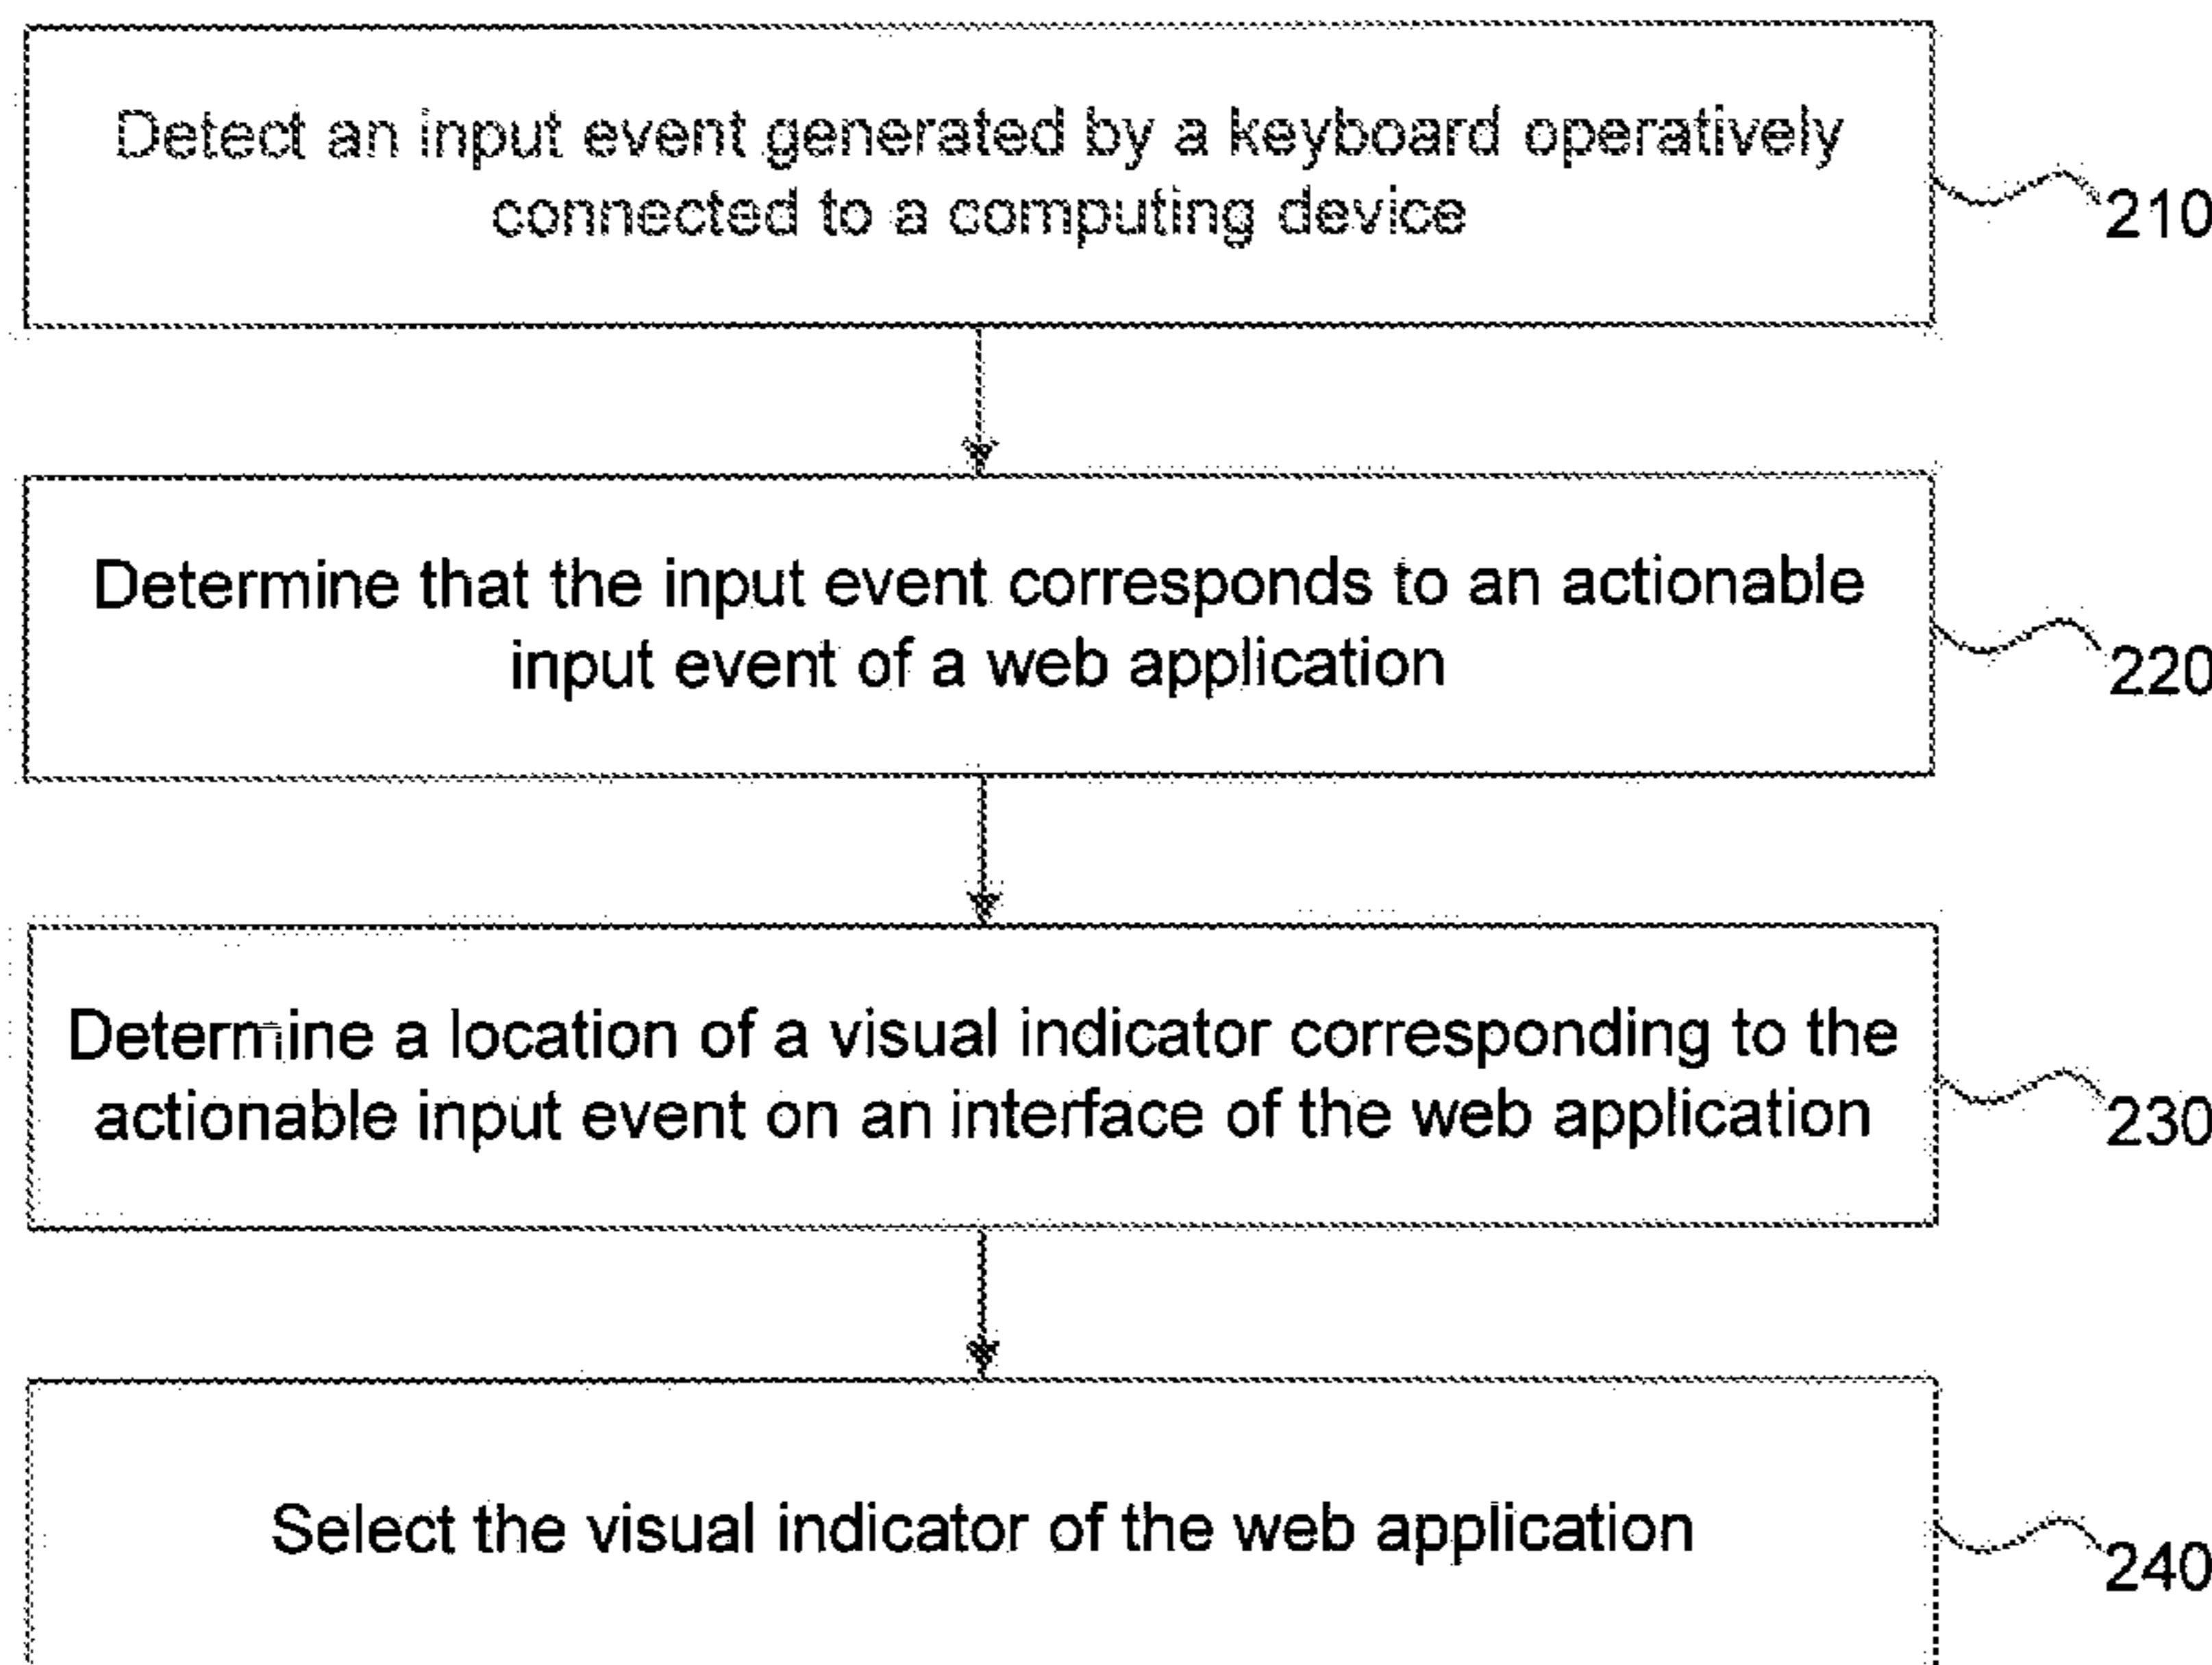 Detect an input event generated by a keyboard operatively
connected to a computing device
210
Determine that the input event corresponds to an actionable
input event of a web application
220
Determine a location of a visual indicator corresponding to the
actionable input event on an interface of the web application
230
Select the visual indicator of the web application
240